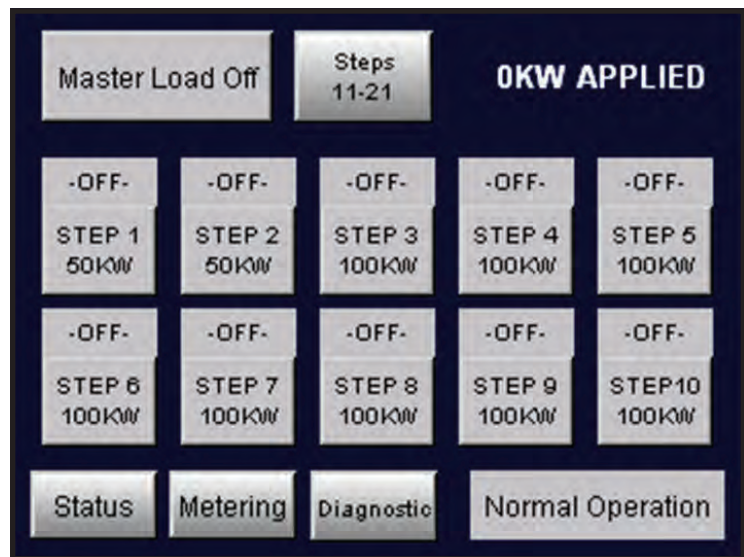 Master Load Off
Steps
11-21
0KW APPLIED
-OFF-
STEP 1
50KW
-OFF-
STEP 2
50KW
-OFF-
STEP 3
100KW
-OFF-
STEP 4
100KW
-OFF-
STEP 5
100KW
-OFF-
STEP 6
100KW
-OFF-
STEP 7
100KW
-OFF-
STEP 8
100KW
-OFF-
STEP 9
100KW
-OFF-
STEP10
100KW
Status
Metering
Diagnostic
Normal Operation